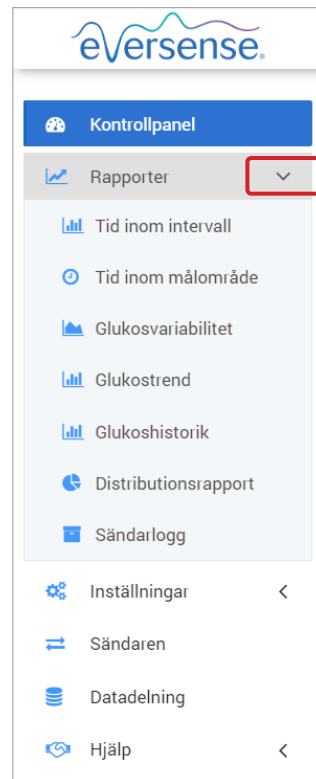 eversense.
Kontrollpanel
Rapporter
Tid inom intervall
Tid inom målområde
Glukosvariabilitet
Glukostrend
Glukoshistorik
Distributionsrapport
Sändarlogg
Inställningar
Sändaren
Datadelning
Hjälp